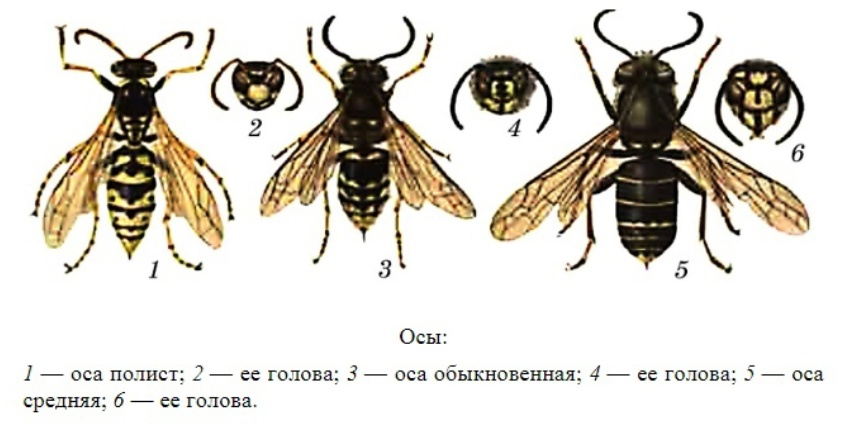 2
4
6
1
3
5
Осы:
1 — оса полист; 2 — ее голова; 3 — оса обыкновенная; 4 — ее голова; 5 — оса
средняя; 6 — ее голова.